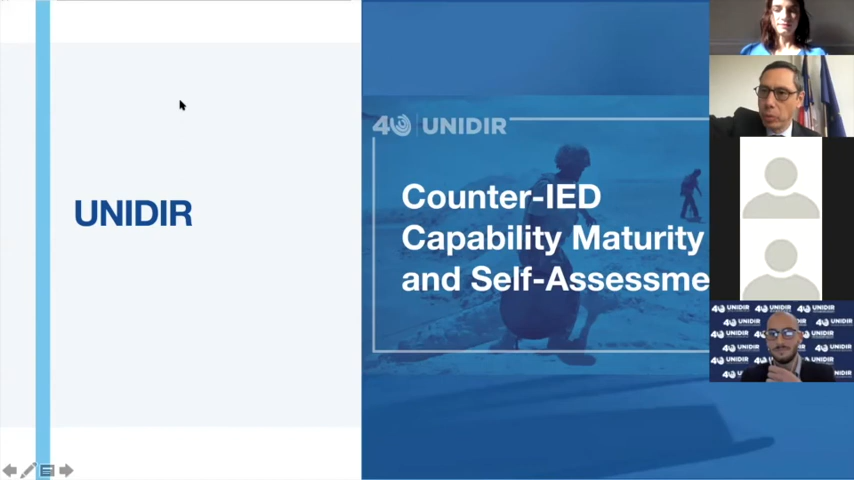 UNIDIR
40 UNIDIR
Counter-IED
Capability Maturity
and Self-Assessme